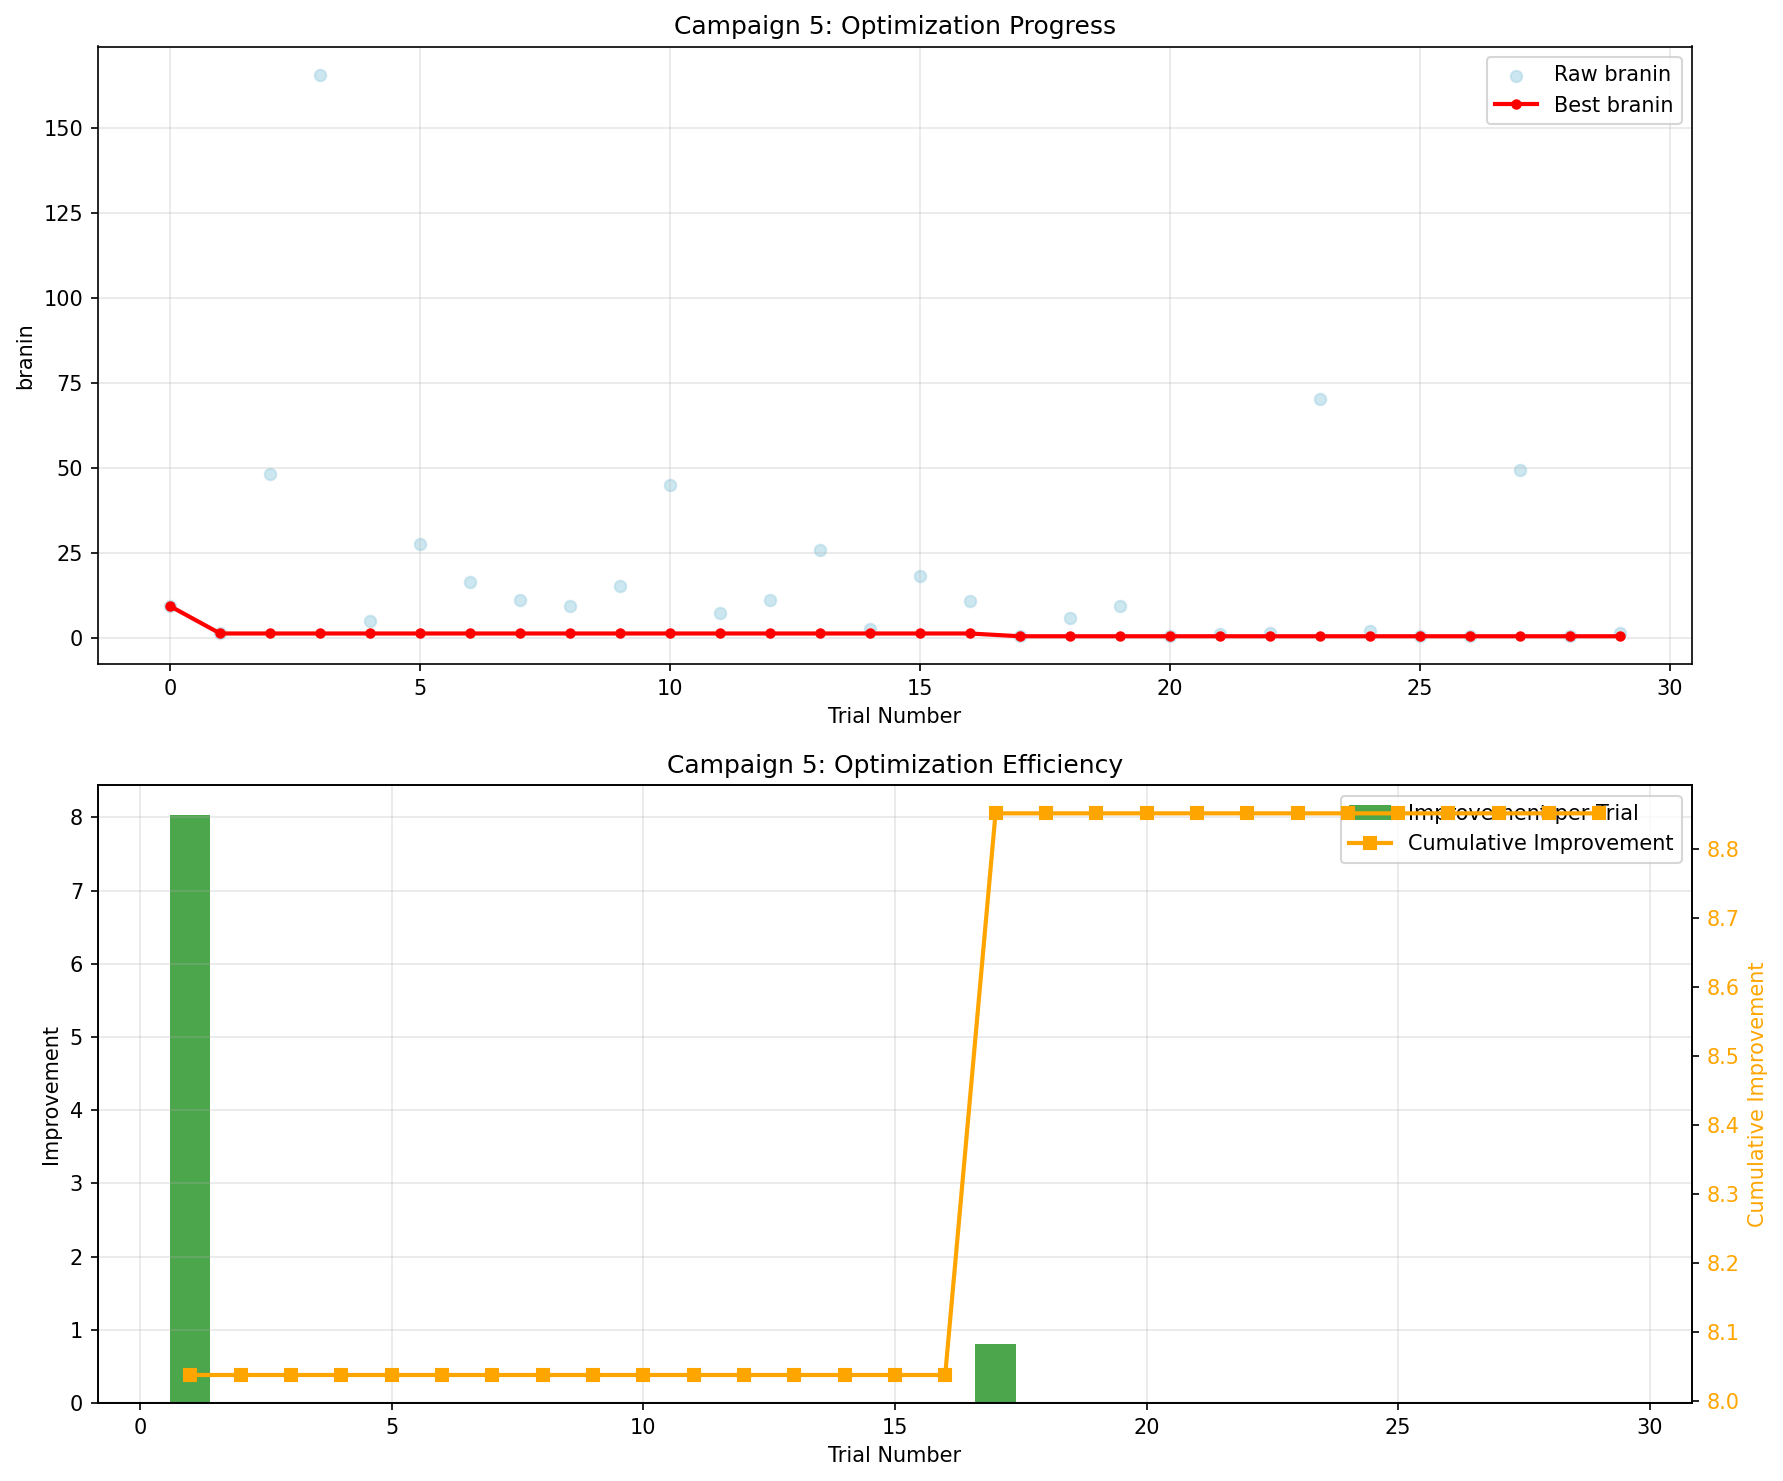 Campaign 5: Optimization Progress
Raw branin
Best branin
branin
150
125
100
75
50
25
0
0 5 10 15 20 25 30
Trial Number
Campaign 5: Optimization Efficiency
Improvement per Trial
Cumulative Improvement
Improvement
8
7
6
5
4
3
2
1
0
8.8
8.7
8.6
8.5
8.4
8.3
8.2
8.1
8.0
Cumulative Improvement
0 5 10 15 20 25 30
Trial Number